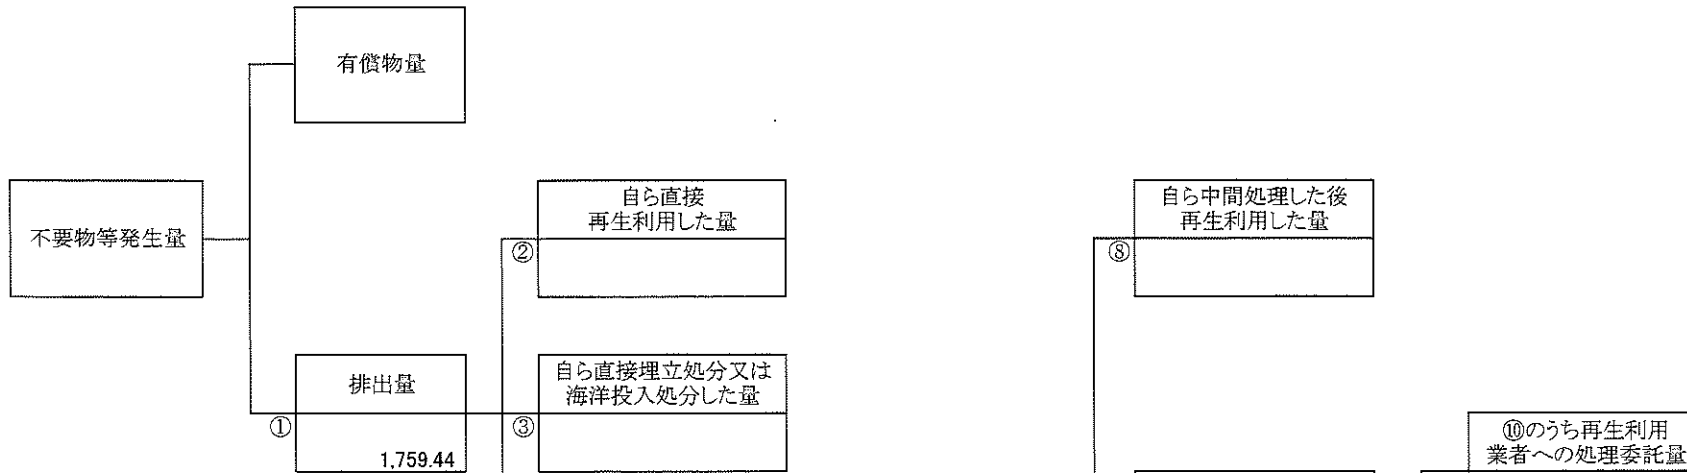 有償物量
不要物等発生量
自ら直接
再生利用した量
②
自ら中間処理した後
再生利用した量
⑧
排出量
①
1,759.44
自ら直接埋立処分又は
海洋投入処分した量
③
⑩のうち再生利用
業者への処理委託量